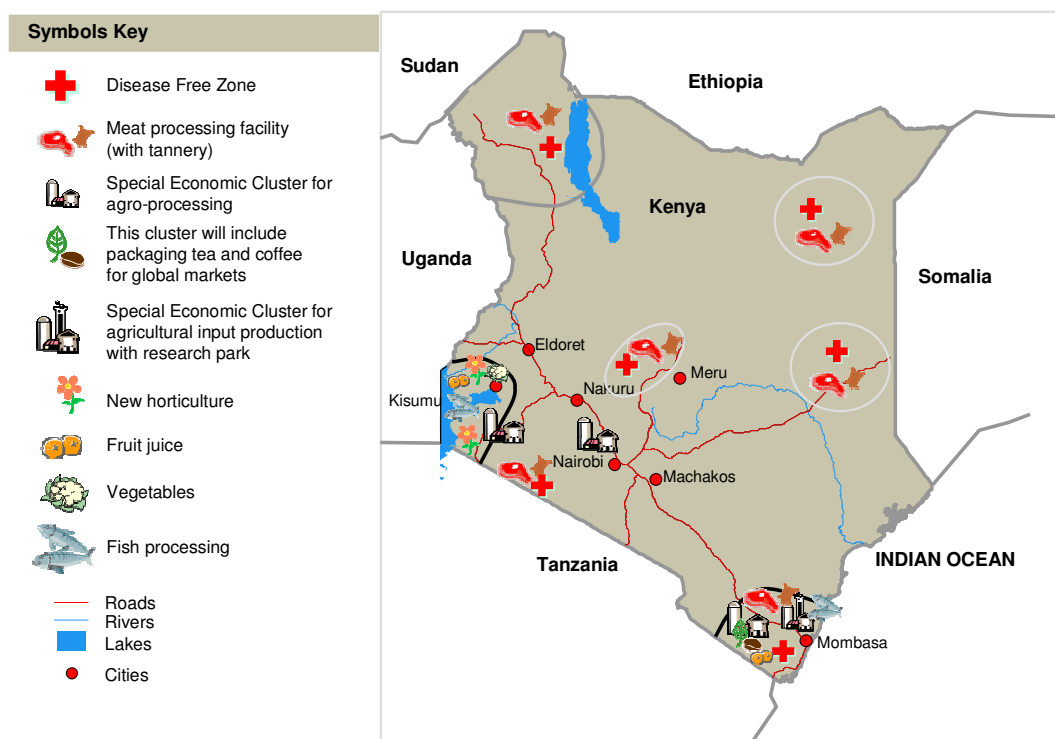 Symbols Key
Disease Free Zone
Meat processing facility
(with tannery)
Special Economic Cluster for
agro-processing
This cluster will include
packaging tea and coffee
for global markets
Special Economic Cluster for
agricultural input production
with research park
New horticulture
Fruit juice
Vegetables
Fish processing
Roads
Rivers
Lakes
Cities
Sudan
Ethiopia
Kenya
Uganda
Somalia
Eldoret
Meru
Nakuru
Kisumu
Nairobi
Machakos
Tanzania
INDIAN OCEAN
Mombasa